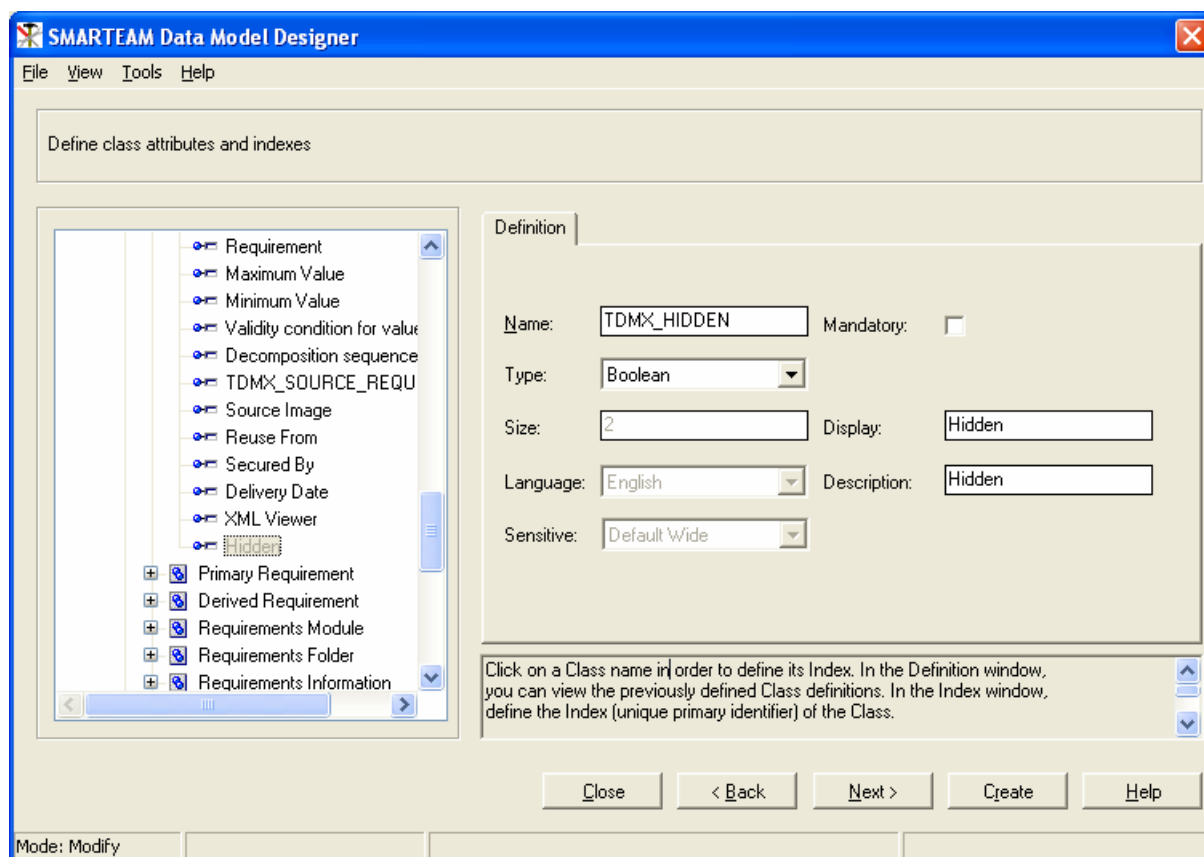 SMARTEAM Data Model Designer
File View Tools Help
Define class attributes and indexes
Requirement
Maximum Value
Minimum Value
Validity condition for value
Decomposition sequence
TDMX_SOURCE_REQU
Source Image
Reuse From
Secured By
Delivery Date
XML Viewer
Hidden
Primary Requirement
Derived Requirement
Requirements Module
Requirements Folder
Requirements Information
Definition
Name: TDMX_HIDDEN Mandatory:
Type: Boolean
Size: 2 Display: Hidden
Language: English Description: Hidden
Sensitive: Default Wide
Click on a Class name in order to define its Index. In the Definition window,
you can view the previously defined Class definitions. In the Index window,
define the Index (unique primary identifier) of the Class.
Close < Back Next > Create Help
Mode: Modify